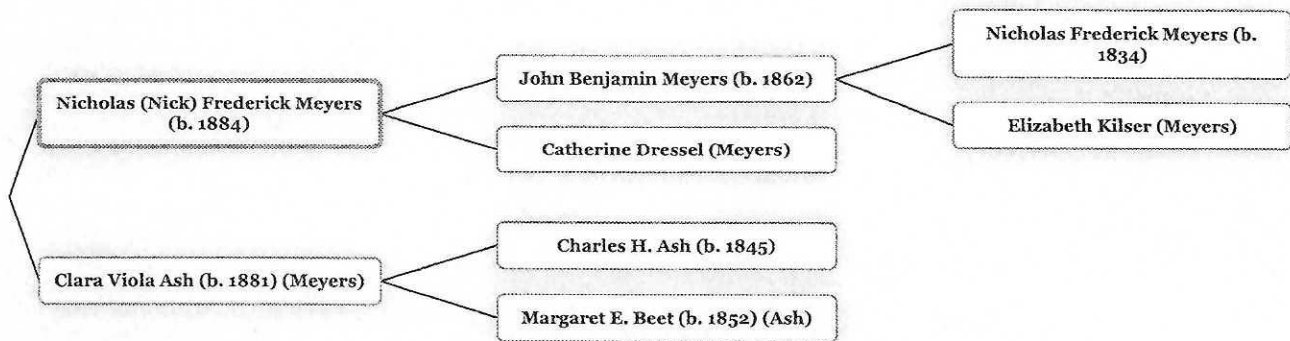 Nicholas (Nick) Frederick Meyers
(b. 1884)
Clara Viola Ash (b. 1881) (Meyers)
John Benjamin Meyers (b. 1862)
Catherine Dressel (Meyers)
Charles H. Ash (b. 1845)
Margaret E. Beet (b. 1852) (Ash)
Nicholas Frederick Meyers (b.
1834)
Elizabeth Kilser (Meyers)